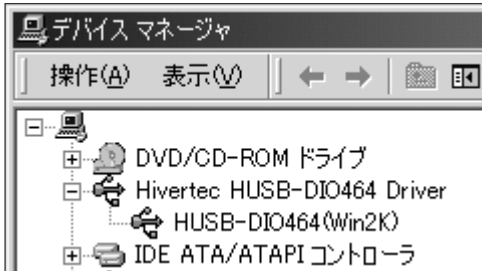 デバイス マネージャ
操作(A) 表示(V)
DVD/CD-ROM ドライブ
Hivertec HUSB-DIO464 Driver
HUSB-DIO464(Win2K)
IDE ATA/ATAPI コントローラ